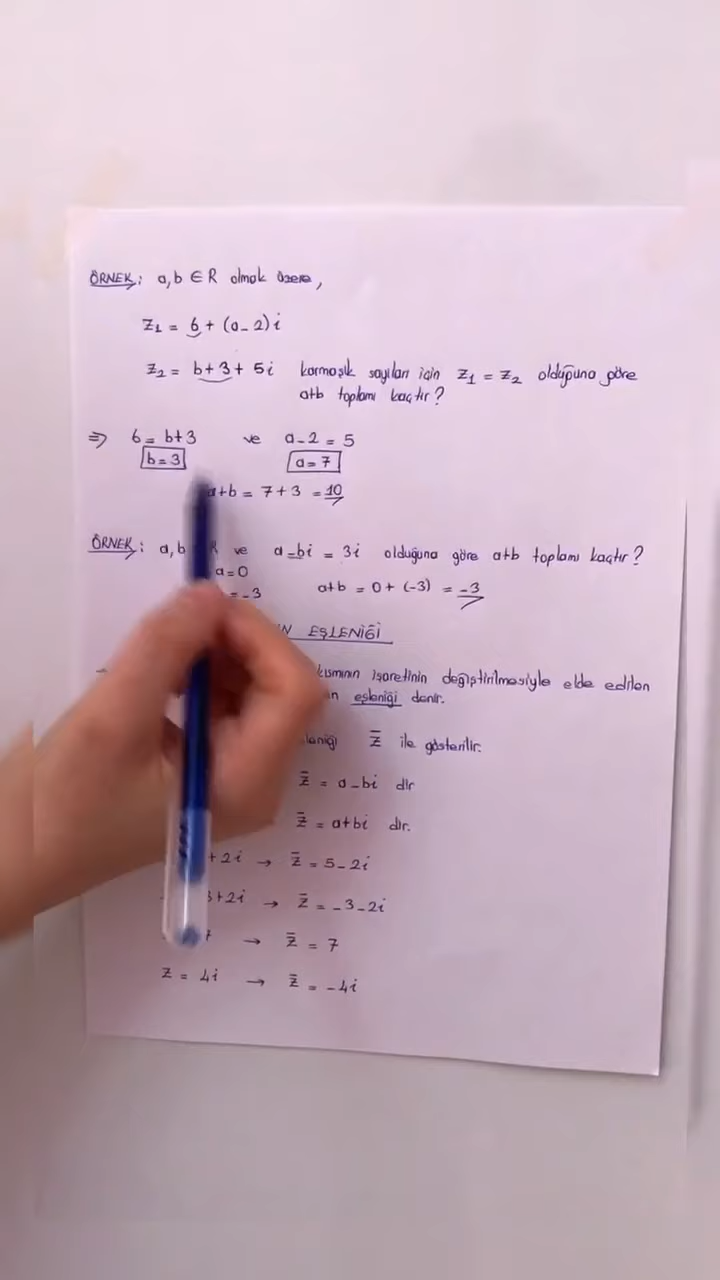 ÖRNEK: a,b ∈ R olmak üzere,
z₁ = 6 + (a-2)i
z₂ = b+3 + 5i karmaşık sayıları için z₁ = z₂ olduğuna göre
a+b toplamı kaçtır?
⇒ 6 = b+3 ve a-2 = 5
b=3 a=7
a+b = 7+3 = 10
ÖRNEK: a,b R ve a-bi = 3i olduğuna göre a+b toplamı kaçtır?
a=0
= -3 a+b = 0 + (-3) = -3
EŞLENİĞİ
kısmının işaretinin değiştirilmesiyle elde edilen
eşleniği denir.
z̄ ile gösterilir.
z̄ = a-bi dir
z̄ = a+bi dir.
+2i → z̄ = 5-2i
+2i → z̄ = -3-2i
7 → z̄ = 7
z = 4i → z̄ = -4i